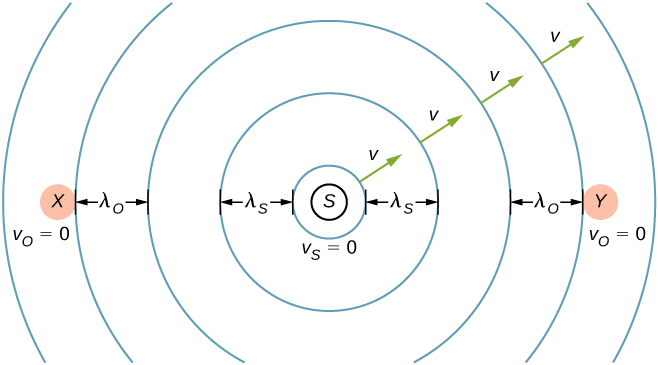 v
v
v
v
X λO λS S λS λO Y
vO = 0 vS = 0 vO = 0